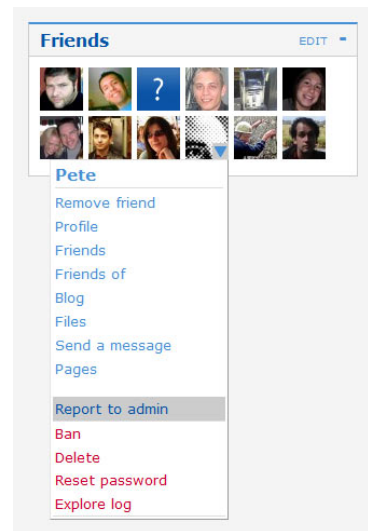 Friends EDIT -
?
Pete
Remove friend
Profile
Friends
Friends of
Blog
Files
Send a message
Pages
Report to admin
Ban
Delete
Reset password
Explore log